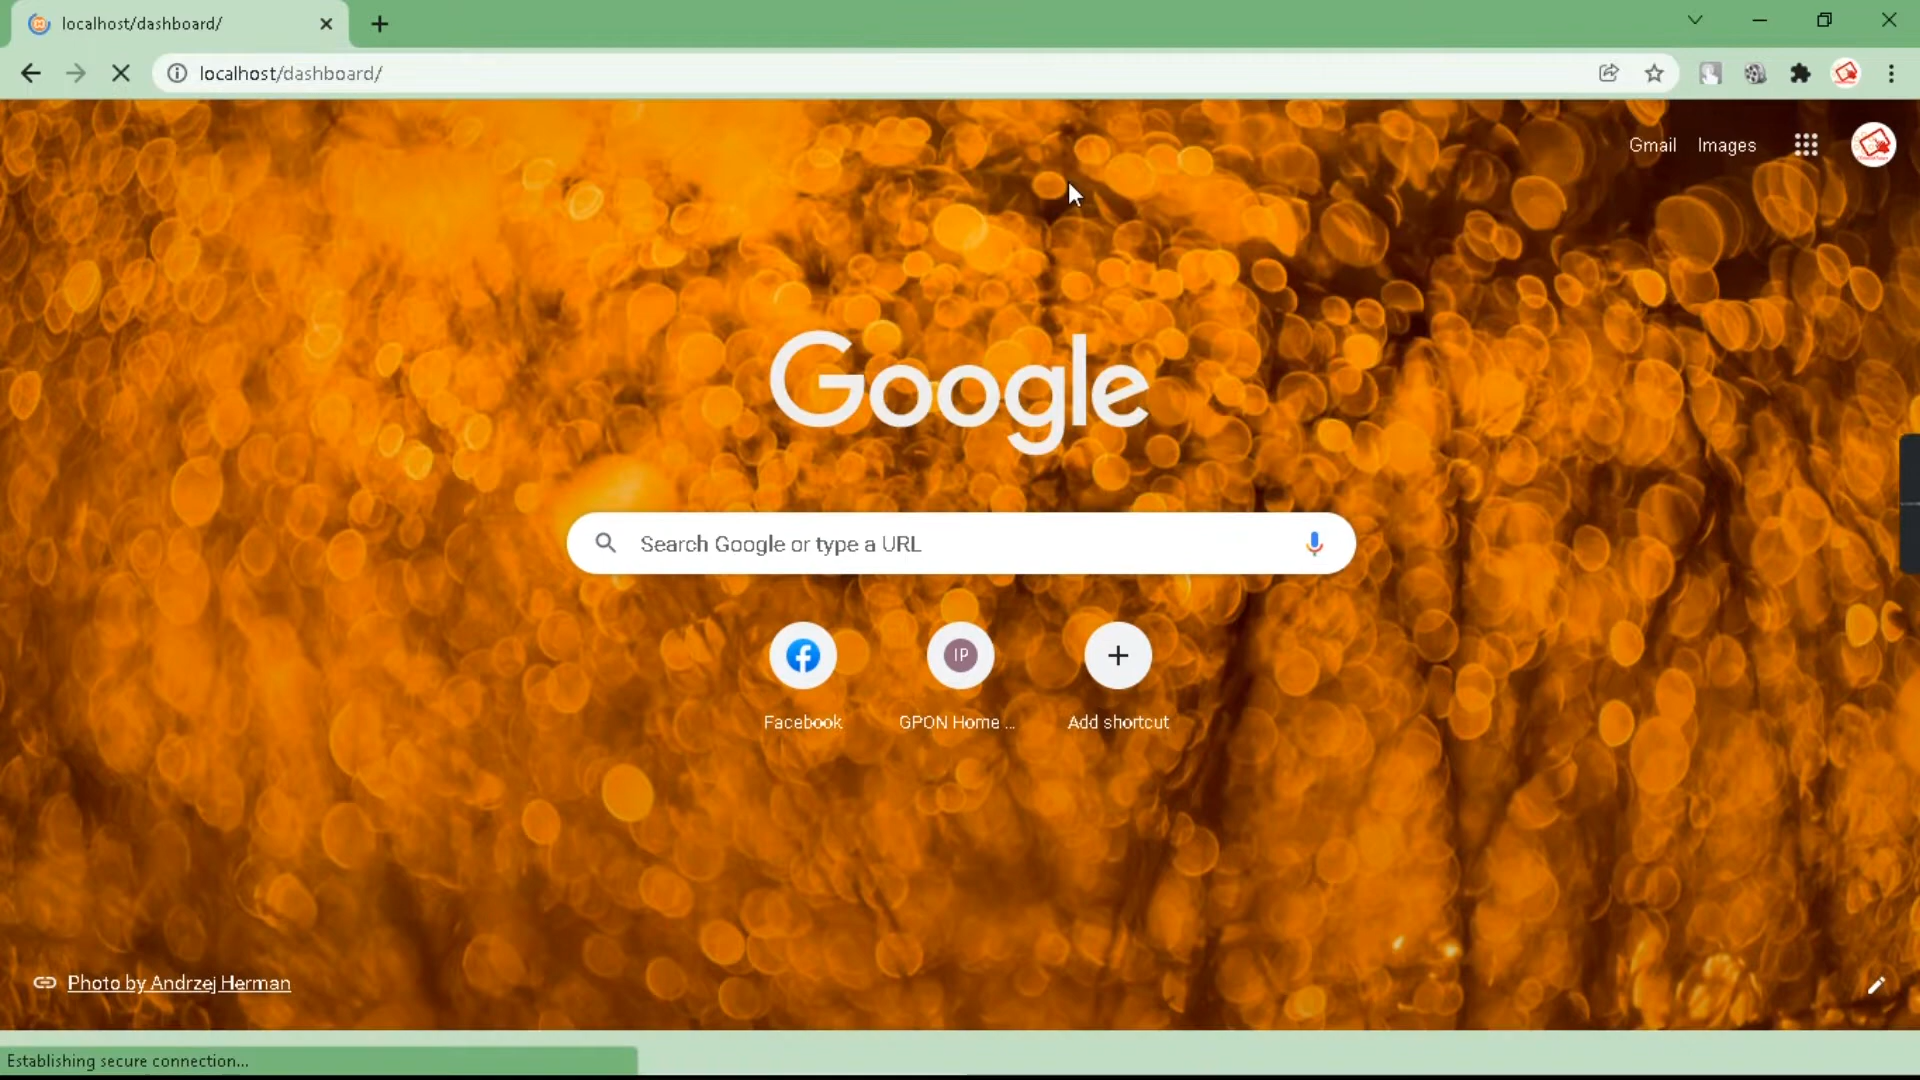 localhost/dashboard/
localhost/dashboard/
Gmail Images
Google
Search Google or type a URL
IP
Facebook GPON Home ... Add shortcut
Photo by Andrzej Herman
Establishing secure connection...